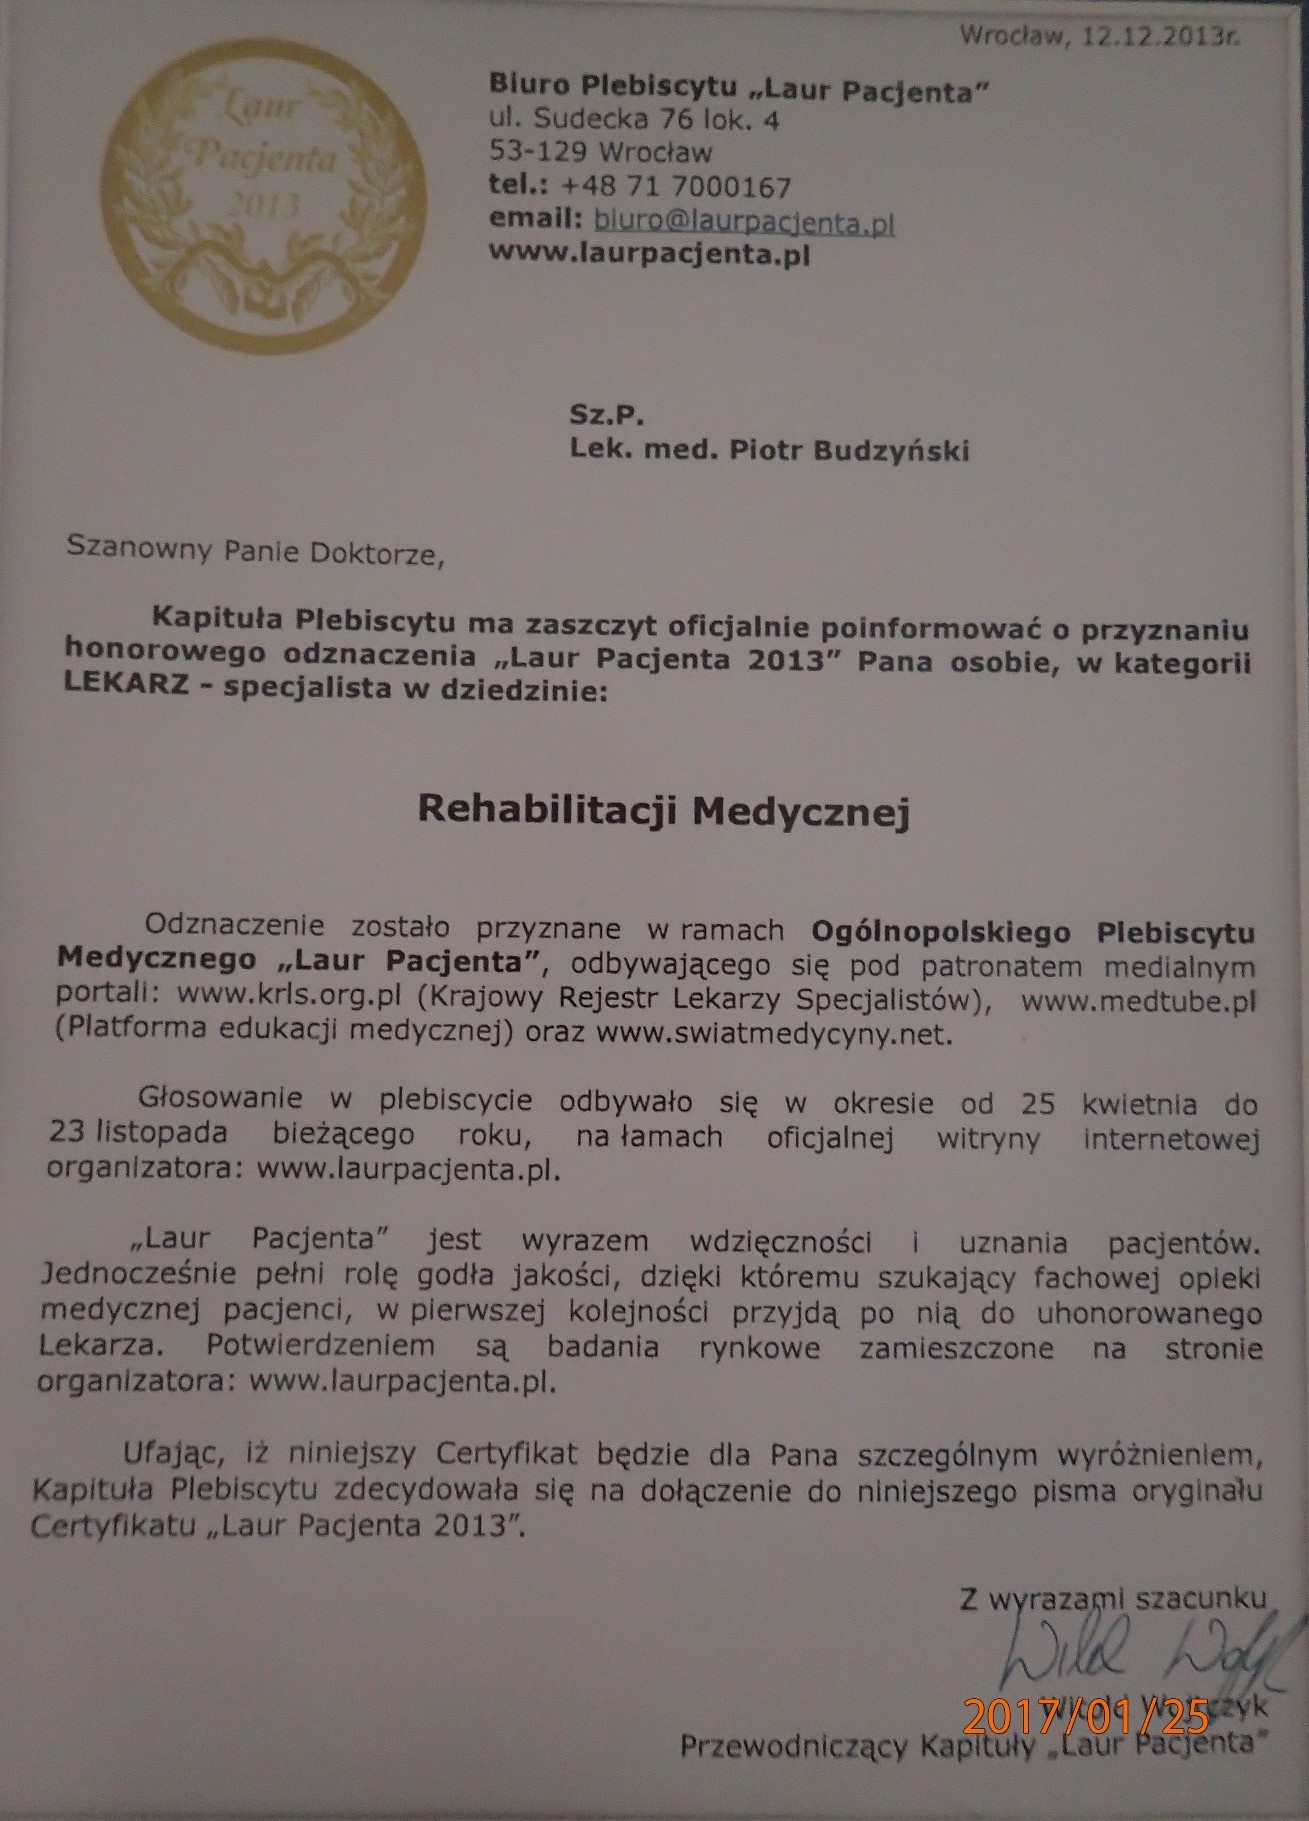 Wrocław, 12.12.2013r.
Laur
Pacjenta
2013
Biuro Plebiscytu „Laur Pacjenta”
ul. Sudecka 76 lok. 4
53-129 Wrocław
tel.: +48 71 7000167
email: biuro@laurpacjenta.pl
www.laurpacjenta.pl
Sz.P.
Lek. med. Piotr Budzyński
Szanowny Panie Doktorze,
Kapituła Plebiscytu ma zaszczyt oficjalnie poinformować o przyznaniu
honorowego odznaczenia „Laur Pacjenta 2013” Pana osobie, w kategorii
LEKARZ - specjalista w dziedzinie:
Rehabilitacji Medycznej
Odznaczenie zostało przyznane w ramach Ogólnopolskiego Plebiscytu
Medycznego „Laur Pacjenta”, odbywającego się pod patronatem medialnym
portali: www.krls.org.pl (Krajowy Rejestr Lekarzy Specjalistów), www.medtube.pl
(Platforma edukacji medycznej) oraz www.swiatmedycyny.net.
Głosowanie w plebiscycie odbywało się w okresie od 25 kwietnia do
23 listopada bieżącego roku, na łamach oficjalnej witryny internetowej
organizatora: www.laurpacjenta.pl.
„Laur Pacjenta” jest wyrazem wdzięczności i uznania pacjentów.
Jednocześnie pełni rolę godła jakości, dzięki któremu szukający fachowej opieki
medycznej pacjenci, w pierwszej kolejności przyjdą po nią do uhonorowanego
Lekarza. Potwierdzeniem są badania rynkowe zamieszczone na stronie
organizatora: www.laurpacjenta.pl.
Ufając, iż niniejszy Certyfikat będzie dla Pana szczególnym wyróżnieniem,
Kapituła Plebiscytu zdecydowała się na dołączenie do niniejszego pisma oryginału
Certyfikatu „Laur Pacjenta 2013”.
Z wyrazami szacunku
Witold Wojtczyk
2017/01/25
Przewodniczący Kapituły „Laur Pacjenta”